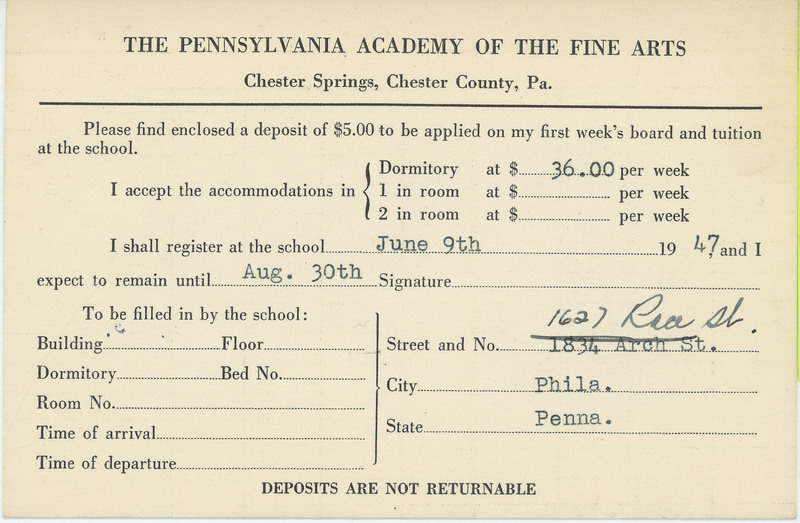 THE PENNSYLVANIA ACADEMY OF THE FINE ARTS
Chester Springs, Chester County, Pa.
Please find enclosed a deposit of $5.00 to be applied on my first week's board and tuition
at the school.
Dormitory at $ 36.00 per week
I accept the accommodations in 1 in room at $ per week
2 in room at $ per week
I shall register at the school June 9th 19 47, and I
expect to remain until Aug. 30th Signature
To be filled in by the school:
Building Floor
Dormitory Bed No.
Room No.
Time of arrival
Time of departure
1627 Race St.
Street and No. 1834 Arch St.
City Phila.
State Penna.
DEPOSITS ARE NOT RETURNABLE